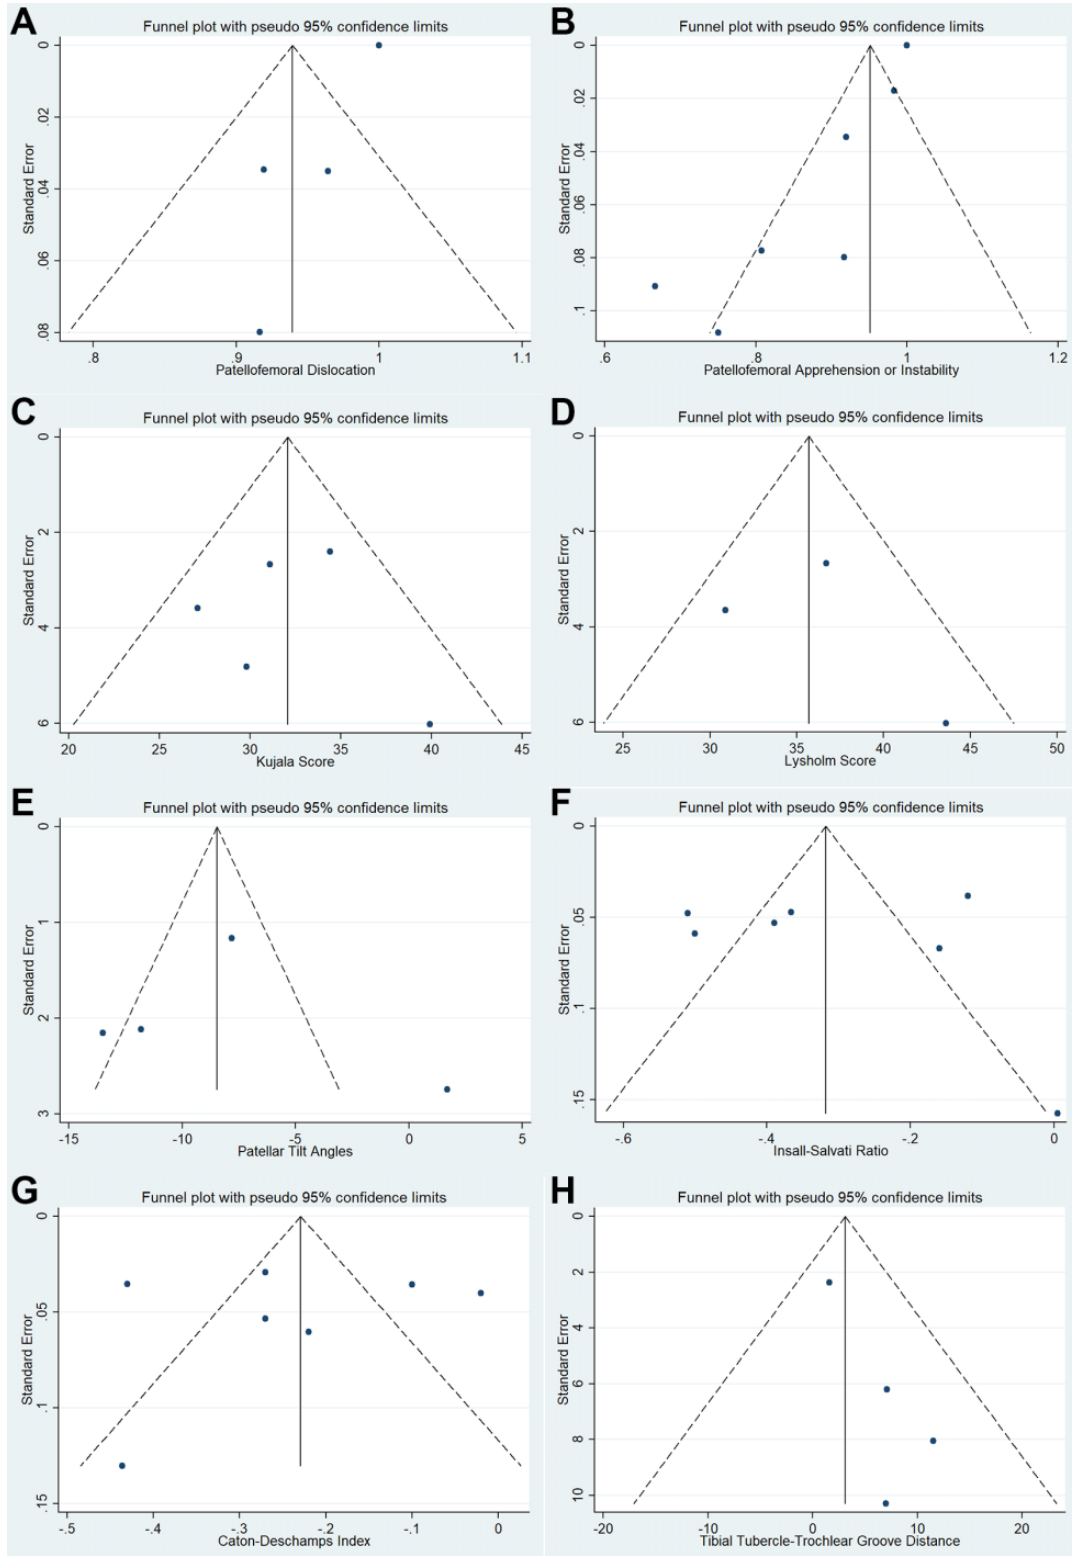 A
Funnel plot with pseudo 95% confidence limits
0
.02
.04
.06
.08
Standard Error
.8
.9
1
1.1
Patellofemoral Dislocation
B
Funnel plot with pseudo 95% confidence limits
0
.02
.04
.06
.08
.1
Standard Error
.6
.8
1
1.2
Patellofemoral Apprehension or Instability
C
Funnel plot with pseudo 95% confidence limits
0
2
4
6
Standard Error
20
25
30
35
40
45
Kujala Score
D
Funnel plot with pseudo 95% confidence limits
0
2
4
6
Standard Error
25
30
35
40
45
50
Lysholm Score
E
Funnel plot with pseudo 95% confidence limits
0
1
2
3
Standard Error
-15
-10
-5
0
5
Patellar Tilt Angles
F
Funnel plot with pseudo 95% confidence limits
0
.05
.1
.15
Standard Error
-.6
-.4
-.2
0
Insall-Salvati Ratio
G
Funnel plot with pseudo 95% confidence limits
0
.05
.1
.15
Standard Error
-.5
-.4
-.3
-.2
-.1
0
Caton-Deschamps Index
H
Funnel plot with pseudo 95% confidence limits
0
2
4
6
8
10
Standard Error
-20
-10
0
10
20
Tibial Tubercle-Trochlear Groove Distance